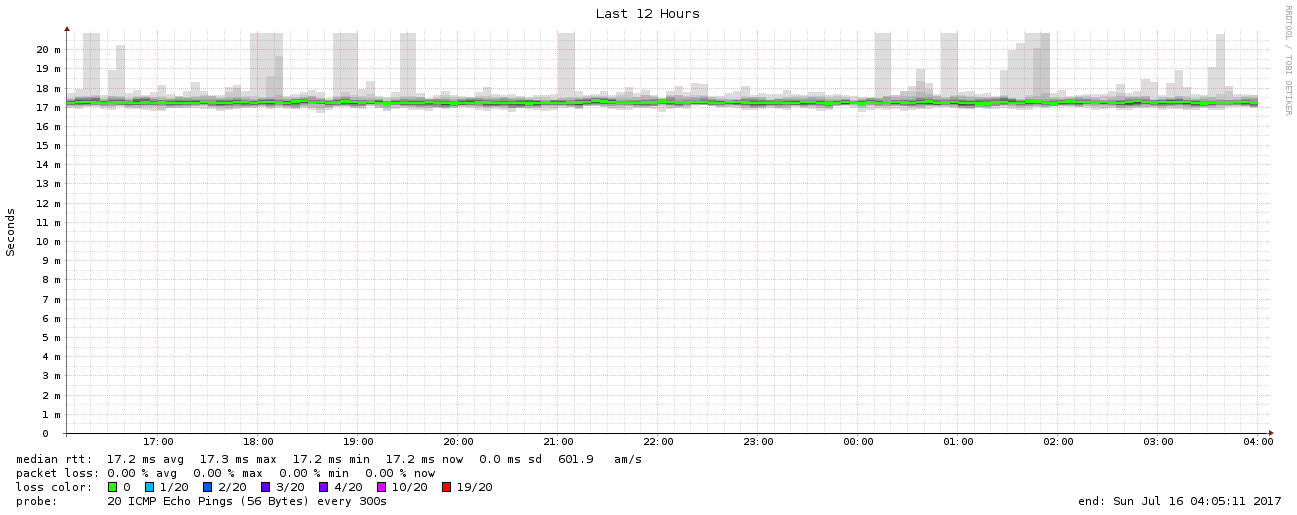 Last 12 Hours
RRDTOOL / TOBI OETIKER
Seconds
20 m
19 m
18 m
17 m
16 m
15 m
14 m
13 m
12 m
11 m
10 m
9 m
8 m
7 m
6 m
5 m
4 m
3 m
2 m
1 m
0
17:00 18:00 19:00 20:00 21:00 22:00 23:00 00:00 01:00 02:00 03:00 04:00
median rtt: 17.2 ms avg 17.3 ms max 17.2 ms min 17.2 ms now 0.0 ms sd 601.9 am/s
packet loss: 0.00 % avg 0.00 % max 0.00 % min 0.00 % now
loss color: 0 1/20 2/20 3/20 4/20 10/20 19/20
probe: 20 ICMP Echo Pings (56 Bytes) every 300s end: Sun Jul 16 04:05:11 2017